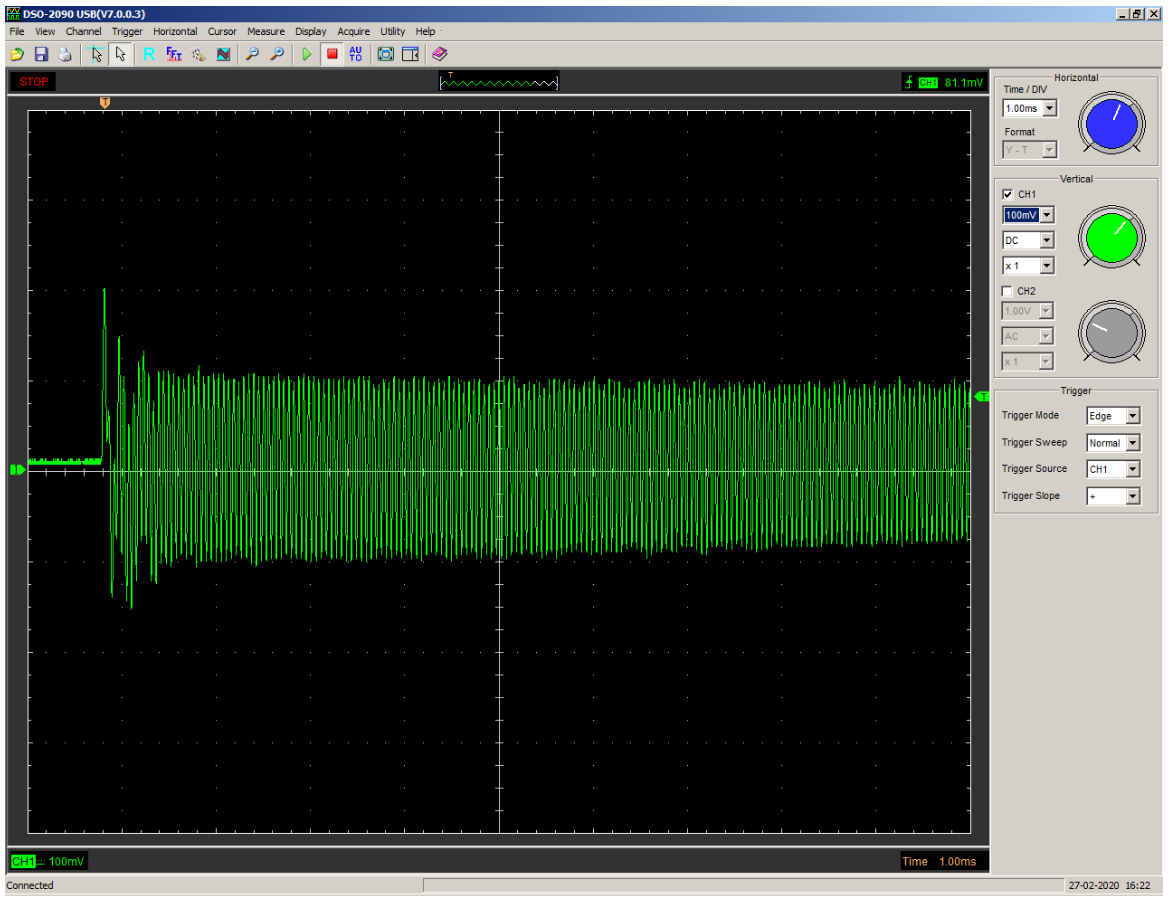 DSO-2090 USB(V7.0.0.3)
File View Channel Trigger Horizontal Cursor Measure Display Acquire Utility Help
R FFT AUTO
STOP
T
CH1 81.1mV
T
1
T
Horizontal
Time / DIV
1.00ms
Format
Y - T
Vertical
CH1
100mV
DC
x 1
CH2
1.00V
AC
x 1
Trigger
Trigger Mode Edge
Trigger Sweep Normal
Trigger Source CH1
Trigger Slope +
CH1 100mV
Time 1.00ms
Connected
27-02-2020 16:22